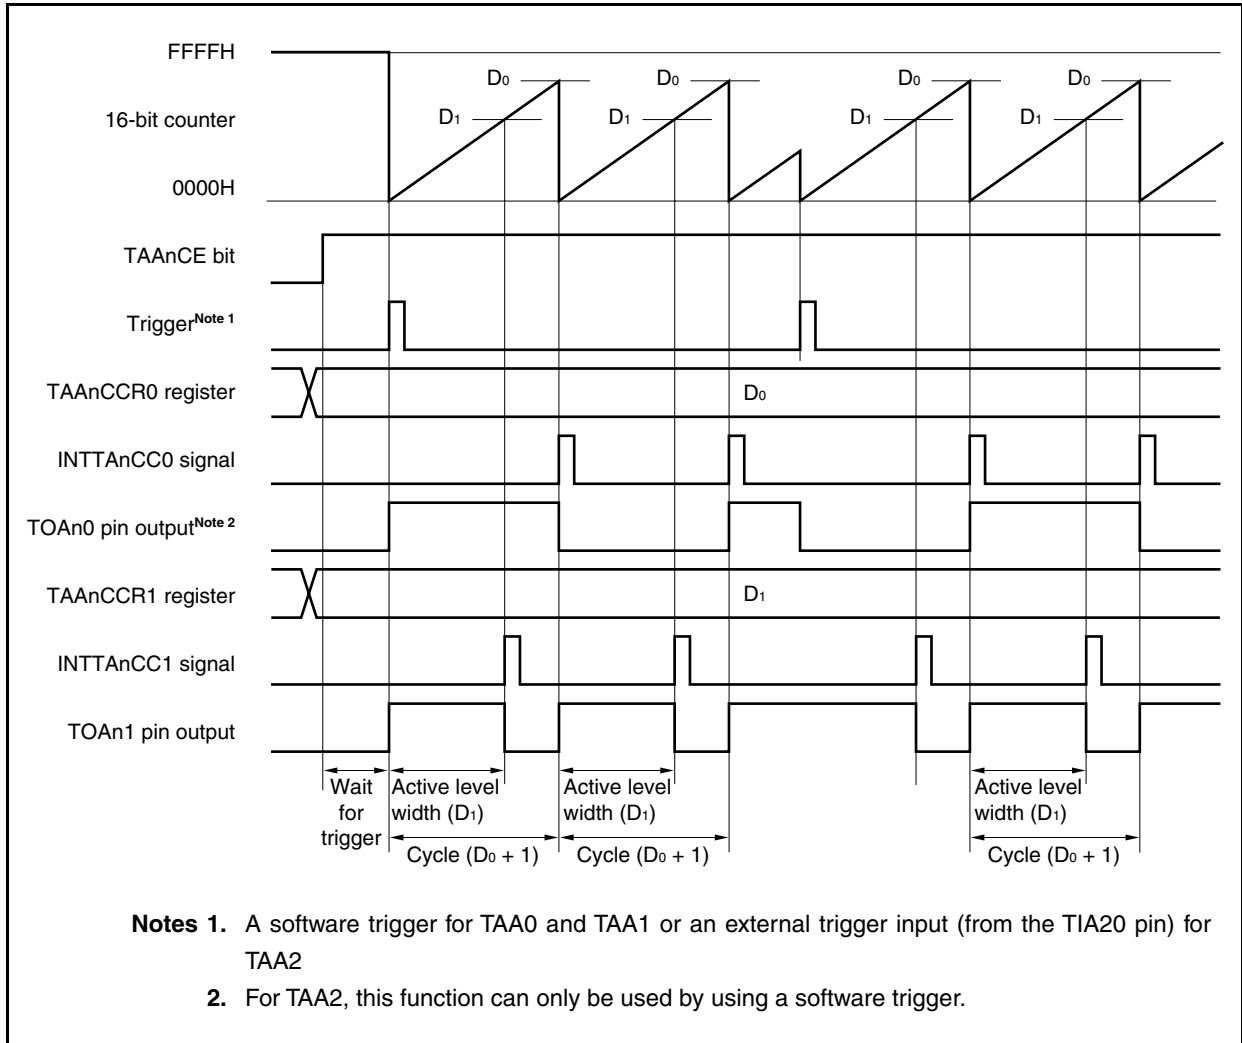 FFFFH
D0
D0
D0
D0
16-bit counter
D1
D1
D1
D1
0000H
TAAnCE bit
TriggerNote 1
TAAnCCR0 register
D0
INTTAnCC0 signal
TOAn0 pin outputNote 2
TAAnCCR1 register
D1
INTTAnCC1 signal
TOAn1 pin output
Wait
for
trigger
Active level
width (D1)
Active level
width (D1)
Active level
width (D1)
Cycle (D0 + 1)
Cycle (D0 + 1)
Cycle (D0 + 1)
Notes 1. A software trigger for TAA0 and TAA1 or an external trigger input (from the TIA20 pin) for
TAA2
2. For TAA2, this function can only be used by using a software trigger.